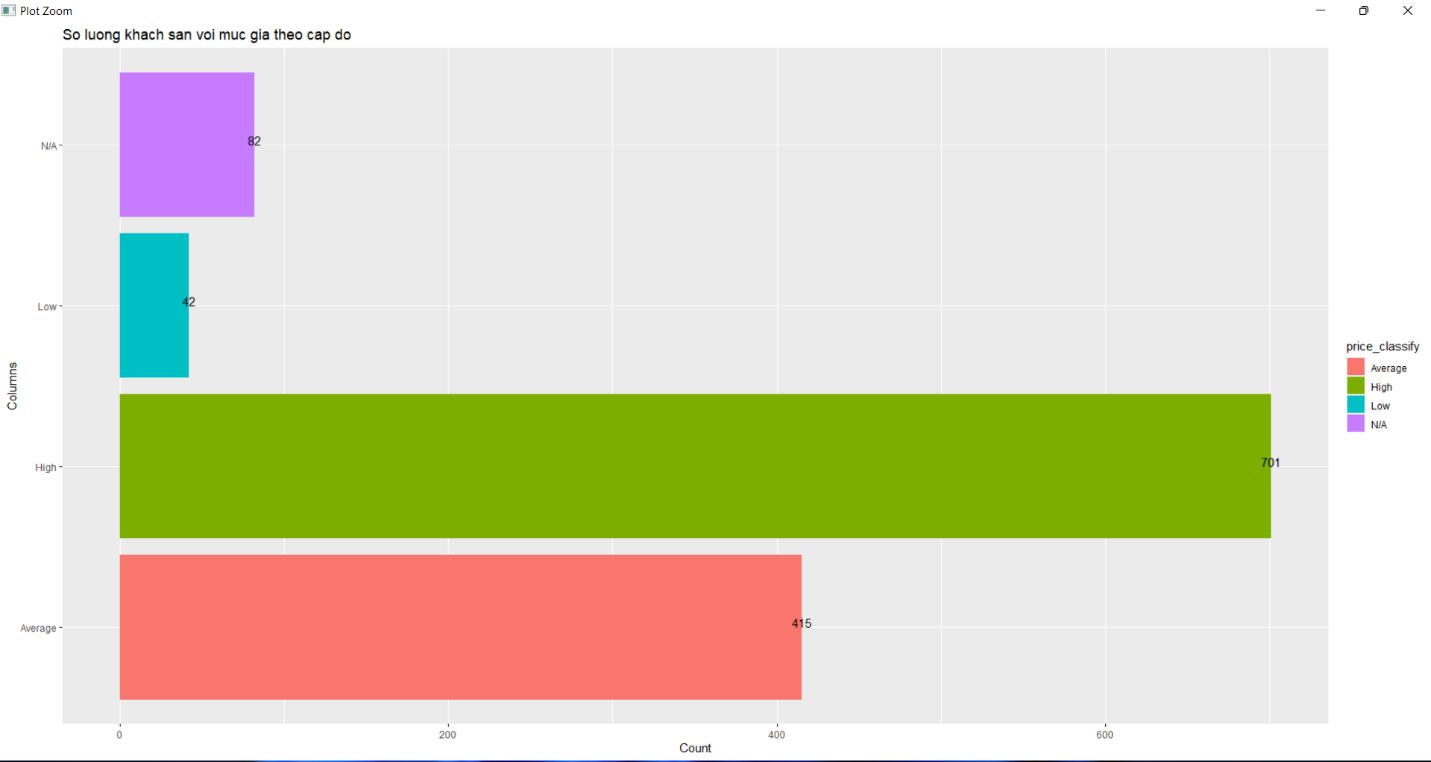 Plot Zoom
So luong khach san voi muc gia theo cap do
N/A
82
Low
42
Columns
High
701
Average
415
0
200
400
600
Count
price_classify
Average
High
Low
N/A